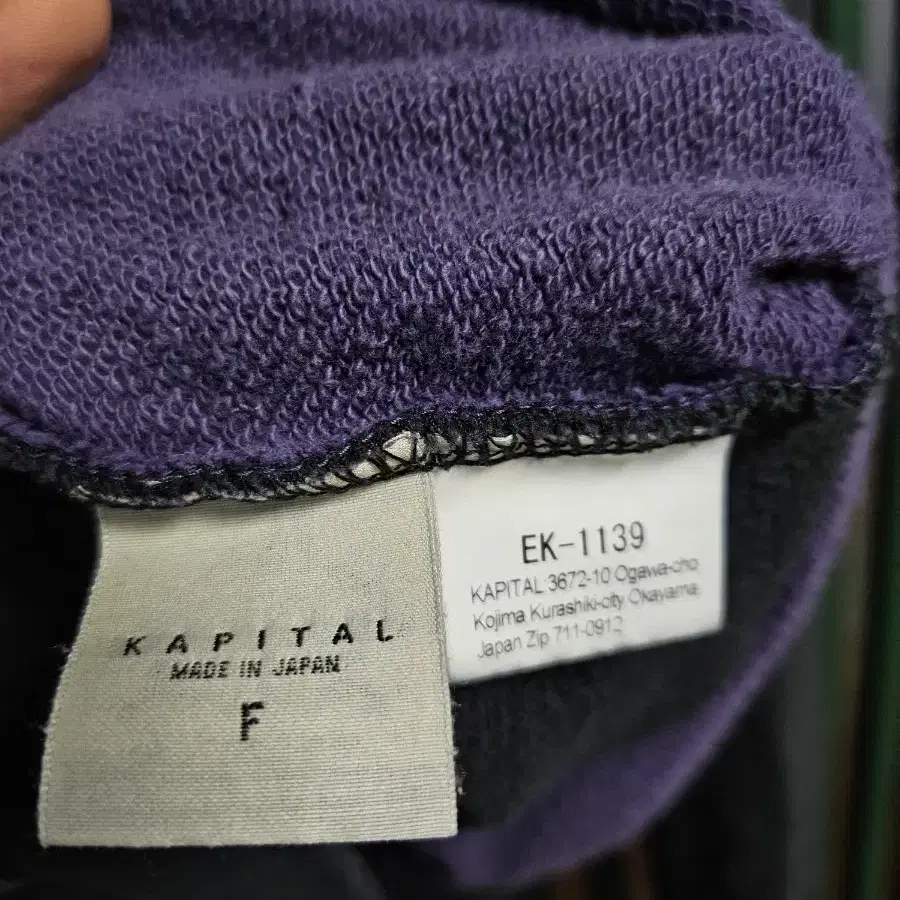 KAPITAL
MADE IN JAPAN
F
EK-1139
KAPITAL 3672-10 Ogawa-cho
Kojima Kurashiki-city Okayama
Japan Zip 711-0912